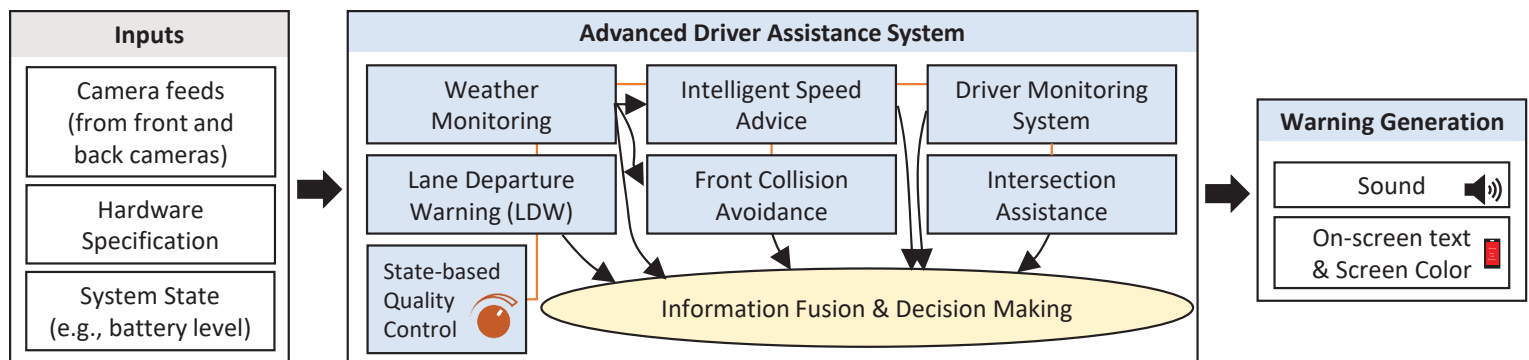 Inputs
Camera feeds
(from front and
back cameras)
Hardware
Specification
System State
(e.g., battery level)
Advanced Driver Assistance System
Weather
Monitoring
Intelligent Speed
Advice
Driver Monitoring
System
Lane Departure
Warning (LDW)
Front Collision
Avoidance
Intersection
Assistance
State-based
Quality
Control
Information Fusion & Decision Making
Warning Generation
Sound
On-screen text
& Screen Color